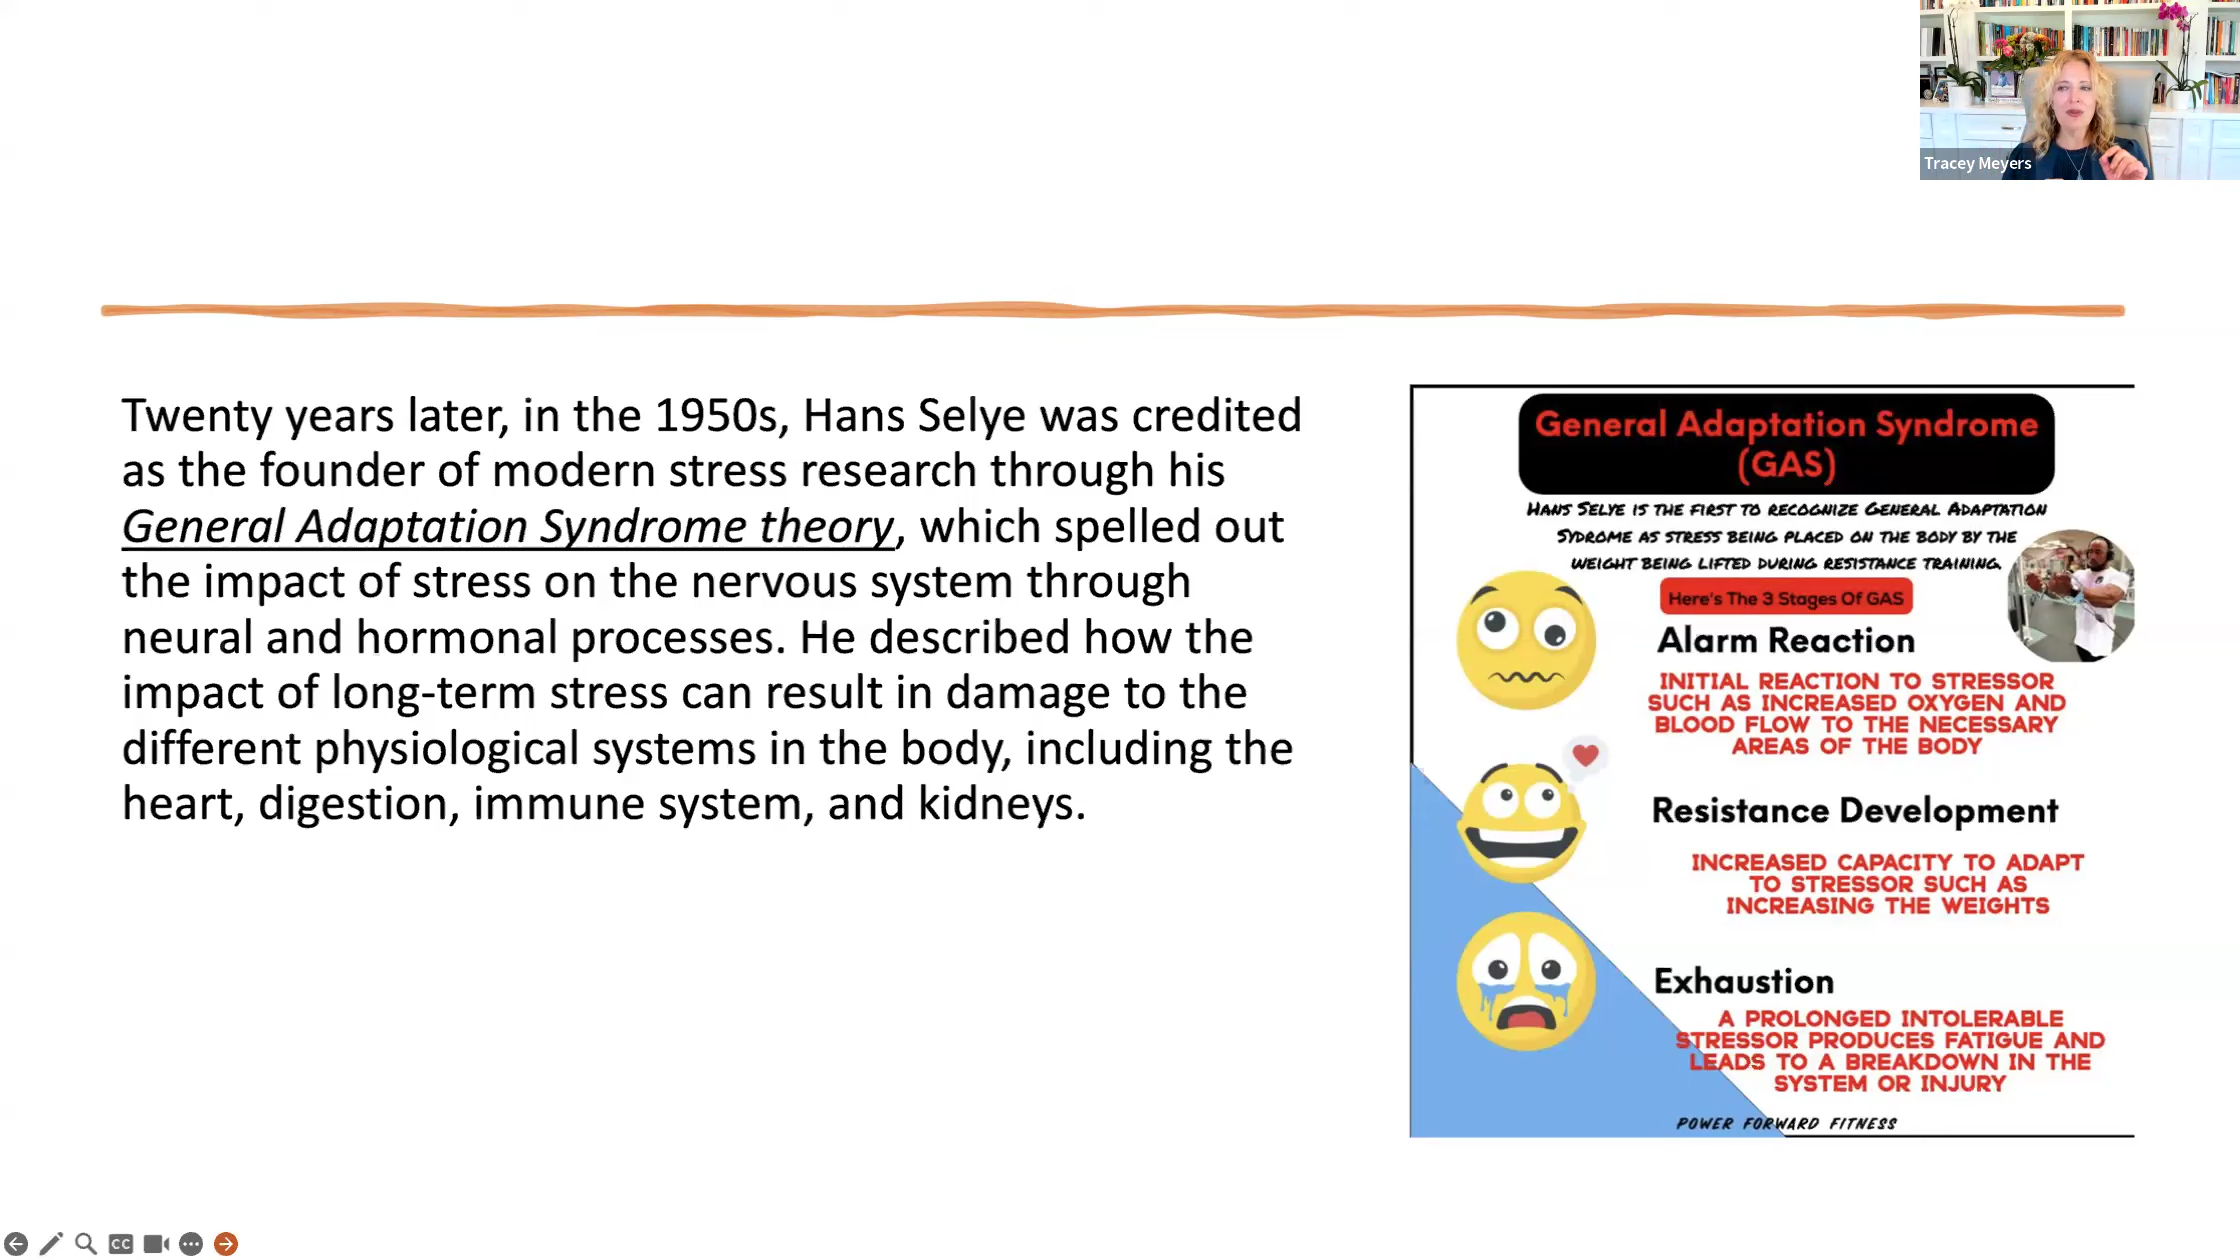 Tracey Meyers
Twenty years later, in the 1950s, Hans Selye was credited
as the founder of modern stress research through his
General Adaptation Syndrome theory, which spelled out
the impact of stress on the nervous system through
neural and hormonal processes. He described how the
impact of long-term stress can result in damage to the
different physiological systems in the body, including the
heart, digestion, immune system, and kidneys.
General Adaptation Syndrome
(GAS)
HANS SELYE IS THE FIRST TO RECOGNIZE GENERAL ADAPTATION
SYDROME AS STRESS BEING PLACED ON THE BODY BY THE
WEIGHT BEING LIFTED DURING RESISTANCE TRAINING.
Here's The 3 Stages Of GAS
Alarm Reaction
INITIAL REACTION TO STRESSOR
SUCH AS INCREASED OXYGEN AND
BLOOD FLOW TO THE NECESSARY
AREAS OF THE BODY
Resistance Development
INCREASED CAPACITY TO ADAPT
TO STRESSOR SUCH AS
INCREASING THE WEIGHTS
Exhaustion
A PROLONGED INTOLERABLE
STRESSOR PRODUCES FATIGUE AND
LEADS TO A BREAKDOWN IN THE
SYSTEM OR INJURY
POWER FORWARD FITNESS
CC